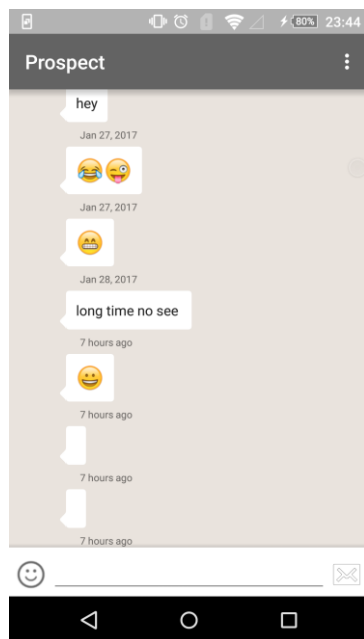 80% 23:44
Prospect
hey
Jan 27, 2017
😂😜
Jan 27, 2017
😁
Jan 28, 2017
long time no see
7 hours ago
😀
7 hours ago
7 hours ago
7 hours ago